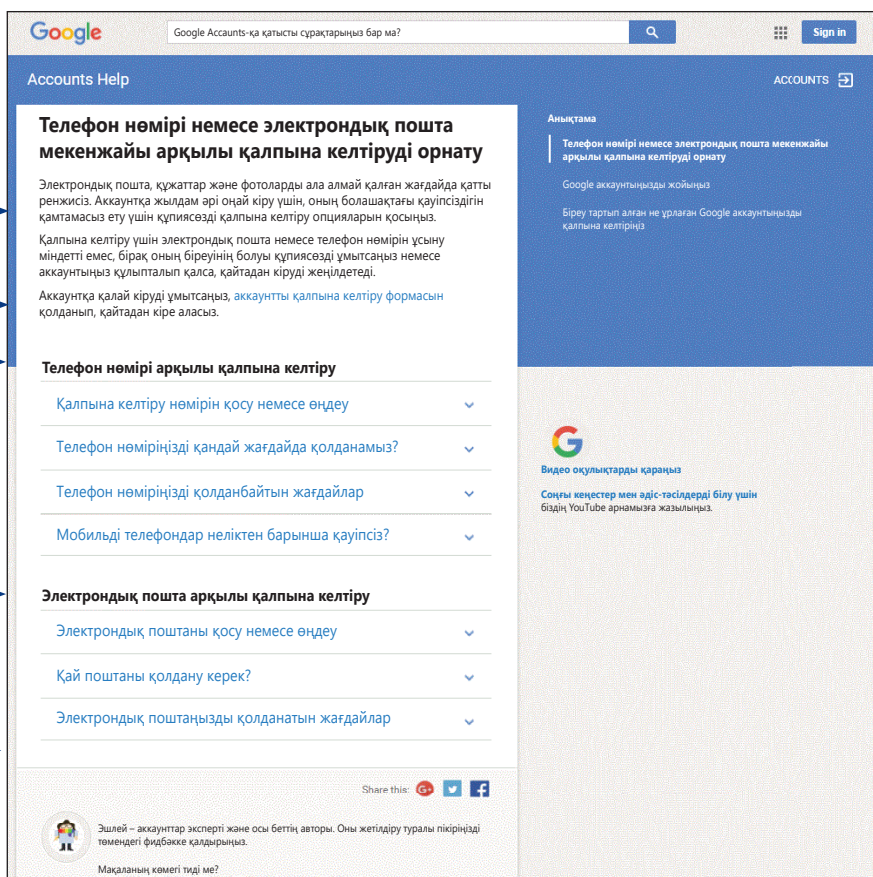 Google
Google Accaunts-қа қатысты сұрақтарыңыз бар ма?
Sign in
Accounts Help
ACCOUNTS
Телефон нөмірі немесе электрондық пошта
мекенжайы арқылы қалпына келтіруді орнату
Электрондық пошта, құжаттар және фотоларды ала алмай қалған жағдайда қатты
ренжисіз. Аккаунтқа жылдам әрі оңай кіру үшін, оның болашақтағы қауіпсіздігін
қамтамасыз ету үшін құпиясөзді қалпына келтіру опцияларын қосыңыз.
Қалпына келтіру үшін электрондық пошта немесе телефон нөмірін ұсыну
міндетті емес, бірақ оның біреуінің болуы құпиясөзді ұмытсаңыз немесе
аккаунтыңыз құлыпталып қалса, қайтадан кіруді жеңілдетеді.
Аккаунтқа қалай кіруді ұмытсаңыз, аккаунтты қалпына келтіру формасын
қолданып, қайтадан кіре аласыз.
Телефон нөмірі арқылы қалпына келтіру
Қалпына келтіру нөмірін қосу немесе өңдеу
Телефон нөміріңізді қандай жағдайда қолданамыз?
Телефон нөміріңізді қолданбайтын жағдайлар
Мобильді телефондар неліктен барынша қауіпсіз?
Электрондық пошта арқылы қалпына келтіру
Электрондық поштаны қосу немесе өңдеу
Қай поштаны қолдану керек?
Электрондық поштаңызды қолданатын жағдайлар
Share this:
Эшлей – аккаунттар эксперті және осы беттің авторы. Оны жетілдіру туралы пікіріңізді
төмендегі фидбәкке қалдырыңыз.
Мақаланың көмегі тиді ме?
Анықтама
Телефон нөмірі немесе электрондық пошта мекенжайы
арқылы қалпына келтіруді орнату
Google аккаунтыңызды жойыңыз
Біреу тартып алған не ұрлаған Google аккаунтыңызды
қалпына келтіріңіз
Видео оқулықтарды қараңыз
Соңғы кеңестер мен әдіс-тәсілдерді білу үшін
біздің YouTube арнамызға жазылыңыз.